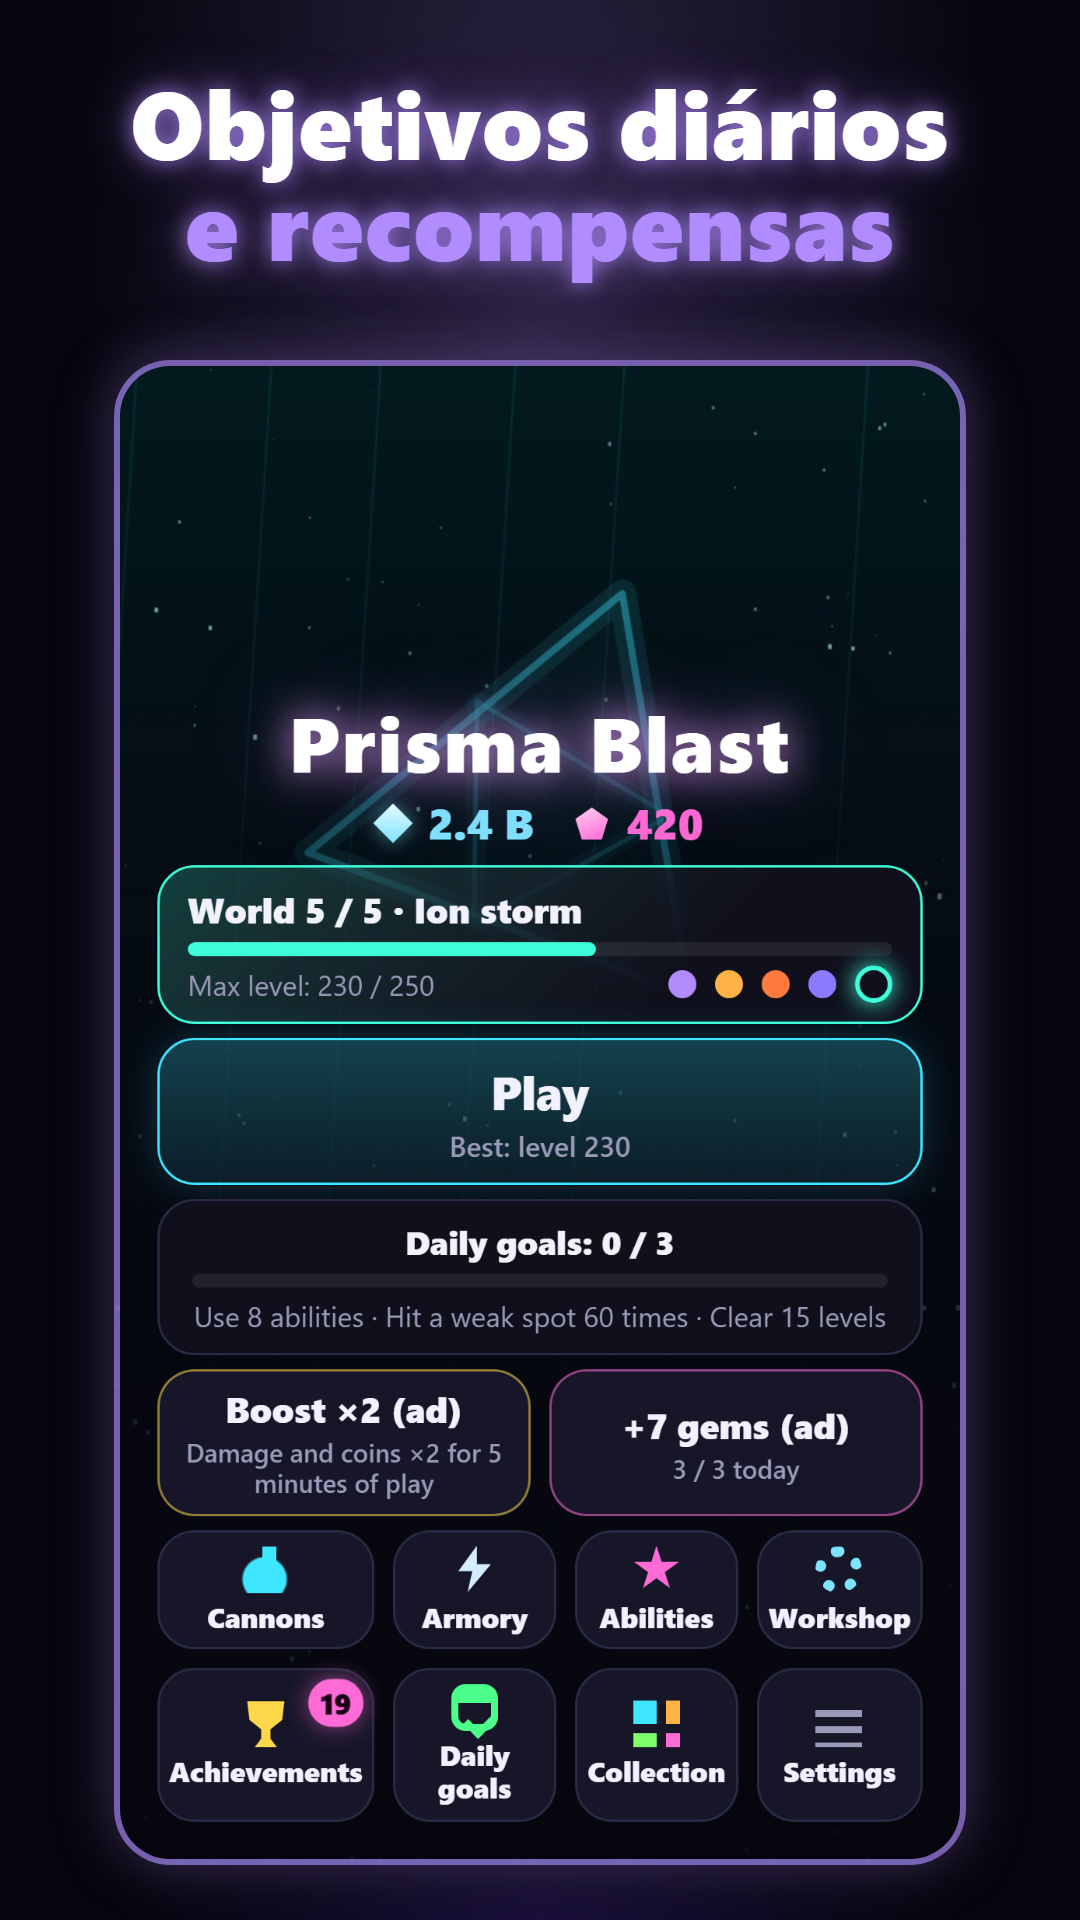 Objetivos diários
e recompensas
Prisma Blast
2.4 B 420
World 5 / 5 · Ion storm
Max level: 230 / 250
Play
Best: level 230
Daily goals: 0 / 3
Use 8 abilities · Hit a weak spot 60 times · Clear 15 levels
Boost ×2 (ad)
Damage and coins ×2 for 5
minutes of play
+7 gems (ad)
3 / 3 today
Cannons
Armory
Abilities
Workshop
19
Achievements
Daily
goals
Collection
Settings